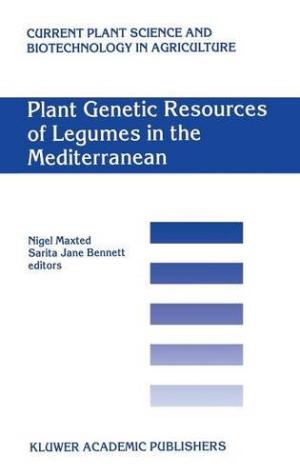 CURRENT PLANT SCIENCE AND
BIOTECHNOLOGY IN AGRICULTURE
Plant Genetic Resources
of Legumes in the
Mediterranean
Nigel Maxted
Sarita Jane Bennett
editors
KLUWER ACADEMIC PUBLISHERS